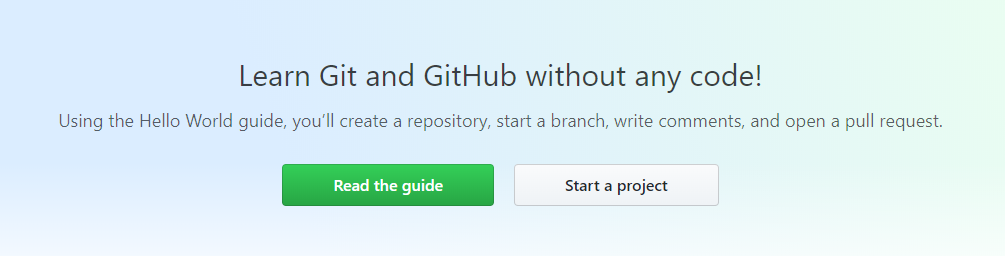 Learn Git and GitHub without any code!
Using the Hello World guide, you’ll create a repository, start a branch, write comments, and open a pull request.
Read the guide
Start a project